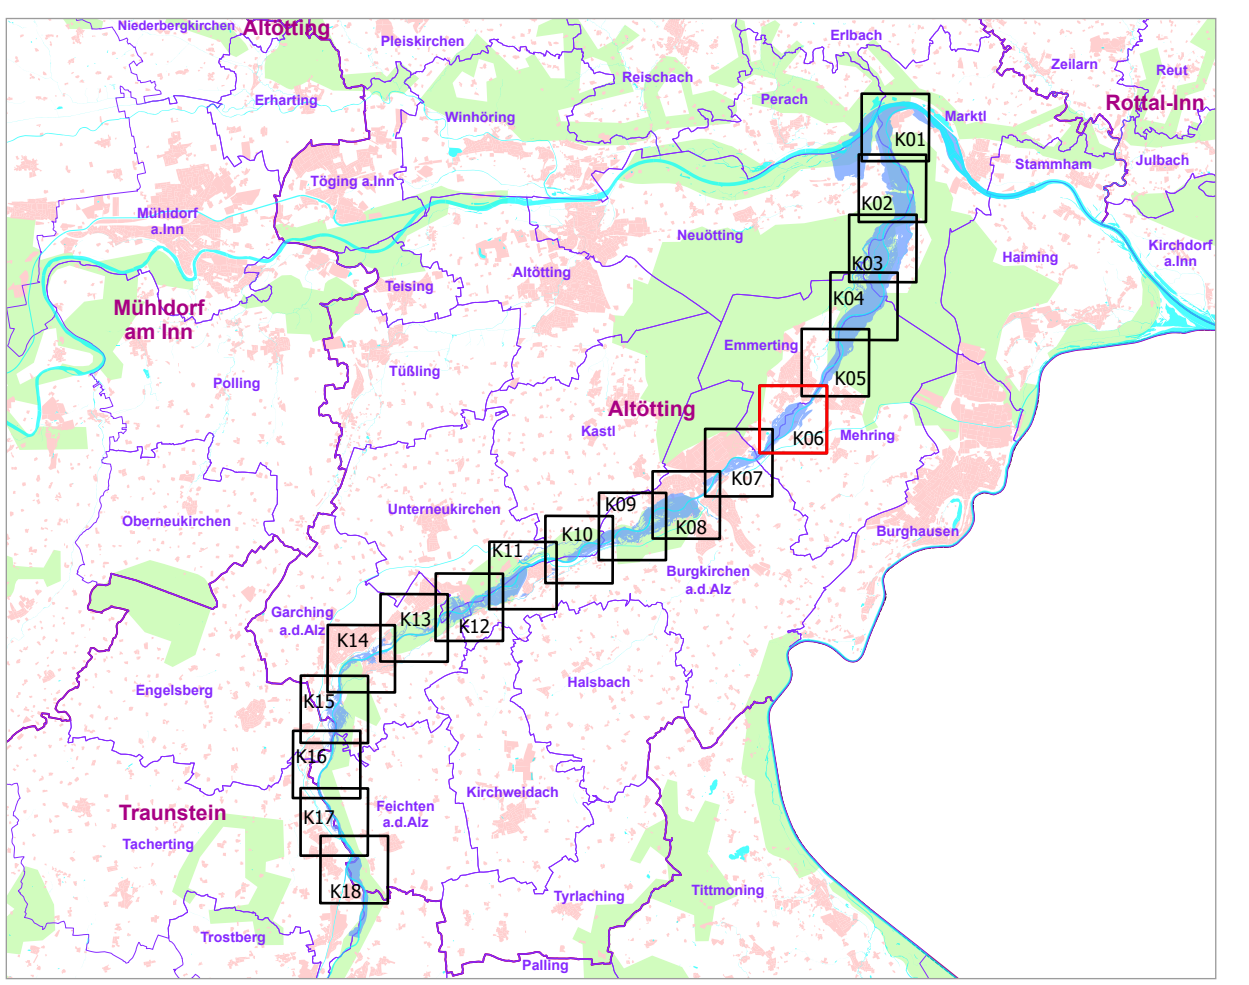 Niederbergkirchen
Altötting
Pleiskirchen
Erlbach
Zeilarn
Reut
Reischach
Erharting
Winhöring
Perach
Rottal-Inn
Marktl
K01
Stammham
Julbach
Töging a.Inn
K02
Mühldorf
a.Inn
Neuötting
Kirchdorf
a.Inn
Haiming
K03
Altötting
Teising
K04
Mühldorf
am Inn
Emmerting
Tüßling
K05
Polling
Altötting
Kastl
K06
Mehring
K07
K09
Unterneukirchen
Oberneukirchen
K08
Burghausen
K10
K11
Burgkirchen
a.d.Alz
Garching
a.d.Alz
K13
K12
K14
Halsbach
Engelsberg
K15
K16
Kirchweidach
Feichten
a.d.Alz
Traunstein
K17
Tacherting
K18
Tittmoning
Tyrlaching
Trostberg
Palling